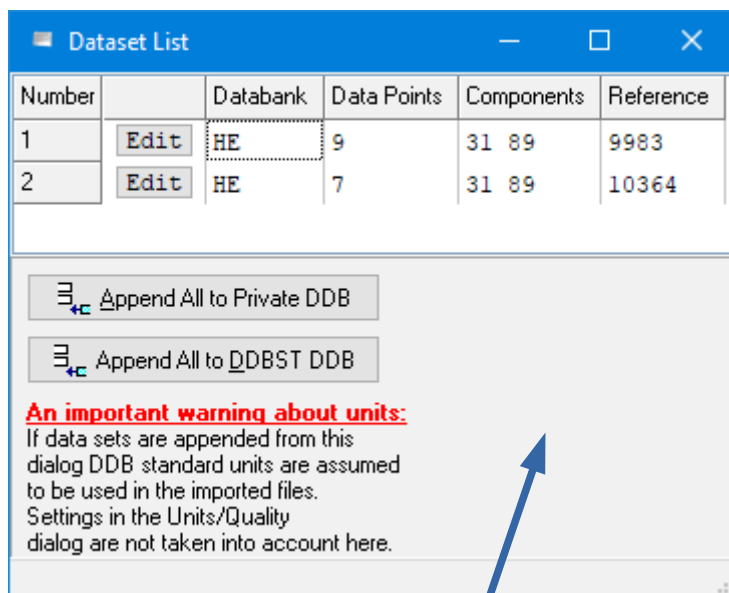 Dataset List
Number Databank Data Points Components Reference
1 Edit HE 9 31 89 9983
2 Edit HE 7 31 89 10364
Append All to Private DDB
Append All to DDBST DDB
An important warning about units:
If data sets are appended from this
dialog DDB standard units are assumed
to be used in the imported files.
Settings in the Units/Quality
dialog are not taken into account here.